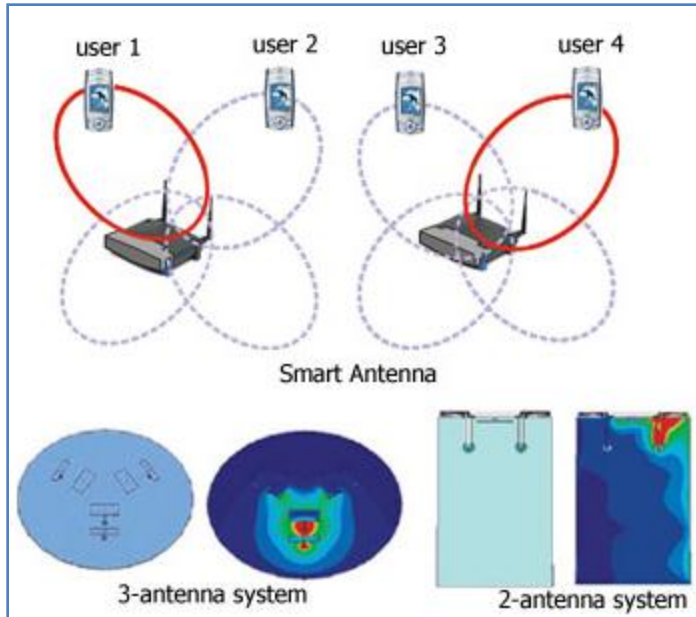 user 1 user 2 user 3 user 4
Smart Antenna
3-antenna system
2-antenna system